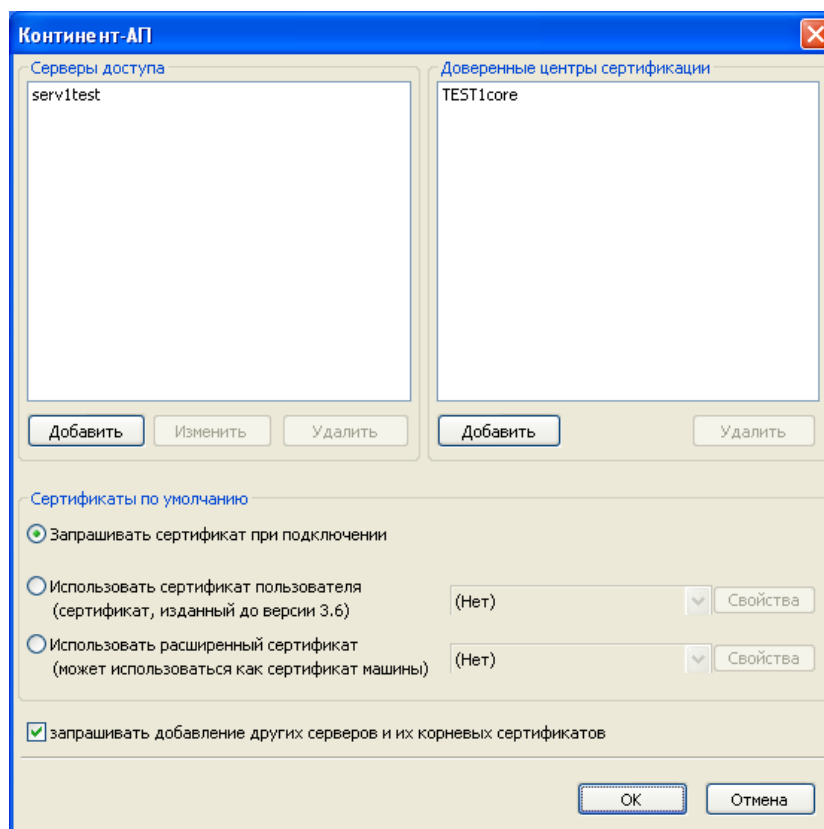 Континент-АП
Серверы доступа
Доверенные центры сертификации
serv1test
TEST1core
Добавить
Изменить
Удалить
Добавить
Удалить
Сертификаты по умолчанию
Запрашивать сертификат при подключении
Использовать сертификат пользователя
(сертификат, изданный до версии 3.6)
(Нет)
Свойства
Использовать расширенный сертификат
(может использоваться как сертификат машины)
(Нет)
Свойства
запрашивать добавление других серверов и их корневых сертификатов
ОК
Отмена